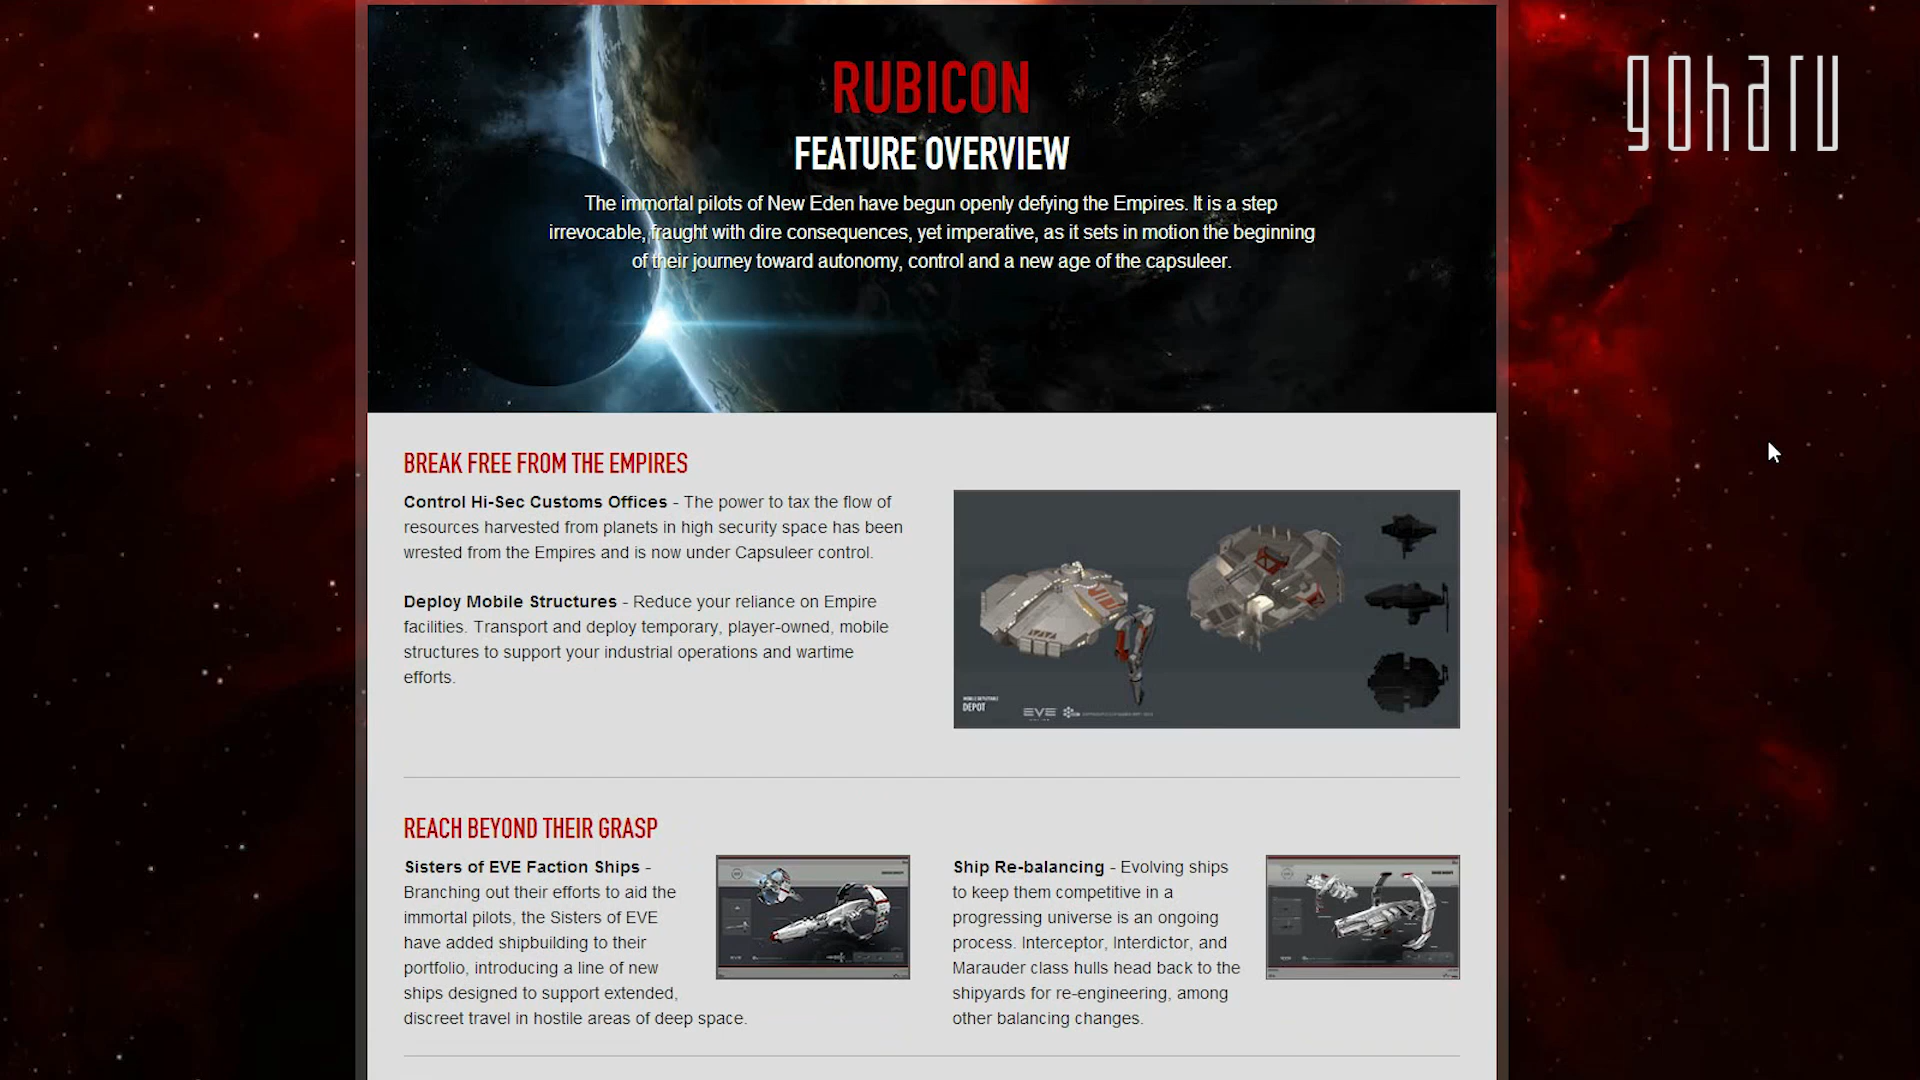 goharu
RUBICON
FEATURE OVERVIEW
The immortal pilots of New Eden have begun openly defying the Empires. It is a step
irrevocable, fraught with dire consequences, yet imperative, as it sets in motion the beginning
of their journey toward autonomy, control and a new age of the capsuleer.
BREAK FREE FROM THE EMPIRES
Control Hi-Sec Customs Offices - The power to tax the flow of
resources harvested from planets in high security space has been
wrested from the Empires and is now under Capsuleer control.
Deploy Mobile Structures - Reduce your reliance on Empire
facilities. Transport and deploy temporary, player-owned, mobile
structures to support your industrial operations and wartime
efforts.
DEPOT
EVE
REACH BEYOND THEIR GRASP
Sisters of EVE Faction Ships -
Branching out their efforts to aid the
immortal pilots, the Sisters of EVE
have added shipbuilding to their
portfolio, introducing a line of new
ships designed to support extended,
discreet travel in hostile areas of deep space.
Ship Re-balancing - Evolving ships
to keep them competitive in a
progressing universe is an ongoing
process. Interceptor, Interdictor, and
Marauder class hulls head back to the
shipyards for re-engineering, among
other balancing changes.